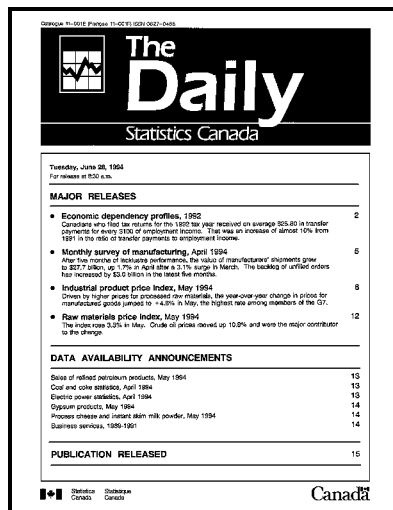 Catalogue 11-001E (Français 11-001F) ISSN 0827-0465
The
Daily
Statistics Canada
Tuesday, June 28, 1994
For release at 8:30 a.m.
MAJOR RELEASES
● Economic dependency profiles, 1992 2
Canadians who filed tax returns for the 1992 tax year received on average $25.80 in transfer
payments for every $100 of employment income. That was an increase of almost 10% from
1991 in the ratio of transfer payments to employment income.
● Monthly survey of manufacturing, April 1994 5
After five months of lacklustre performance, the value of manufacturers' shipments grew
to $27.7 billion, up 1.7% in April after a 3.1% surge in March. The backlog of unfilled orders
has increased by $3.0 billion in the latest five months.
● Industrial product price index, May 1994 8
Driven by higher prices for processed raw materials, the year-over-year change in prices for
manufactured goods jumped to +4.8% in May, the highest rate among members of the G7.
● Raw materials price index, May 1994 12
The index rose 3.3% in May. Crude oil prices moved up 10.8% and were the major contributor
to the change.
DATA AVAILABILITY ANNOUNCEMENTS
Sales of refined petroleum products, May 1994 13
Coal and coke statistics, April 1994 13
Electric power statistics, April 1994 13
Gypsum products, May 1994 14
Process cheese and instant skim milk powder, May 1994 14
Business services, 1989-1991 14
PUBLICATION RELEASED 15
Statistics Statistique
Canada Canada
Canada